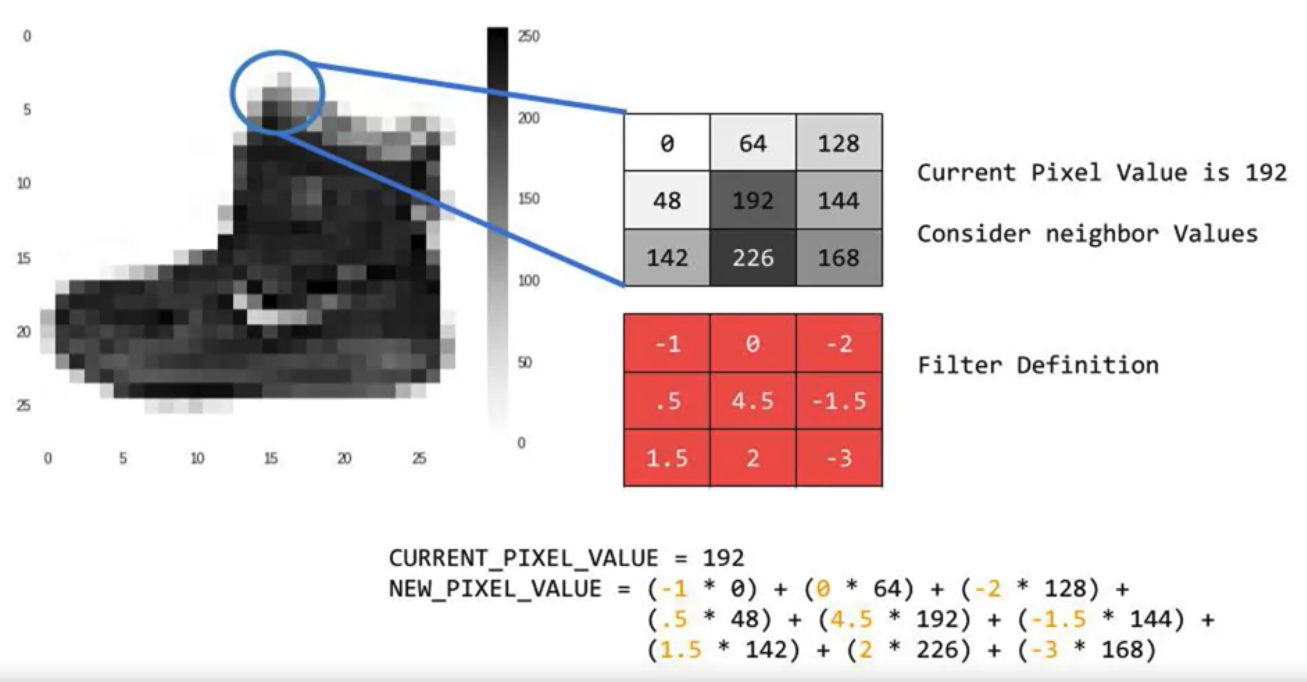 0
5
10
15
20
25
0 5 10 15 20 25
250
200
150
100
50
0
0 64 128
48 192 144
142 226 168
Current Pixel Value is 192
Consider neighbor Values
-1 0 -2
.5 4.5 -1.5
1.5 2 -3
Filter Definition
CURRENT_PIXEL_VALUE = 192
NEW_PIXEL_VALUE = (-1 * 0) + (0 * 64) + (-2 * 128) +
(.5 * 48) + (4.5 * 192) + (-1.5 * 144) +
(1.5 * 142) + (2 * 226) + (-3 * 168)